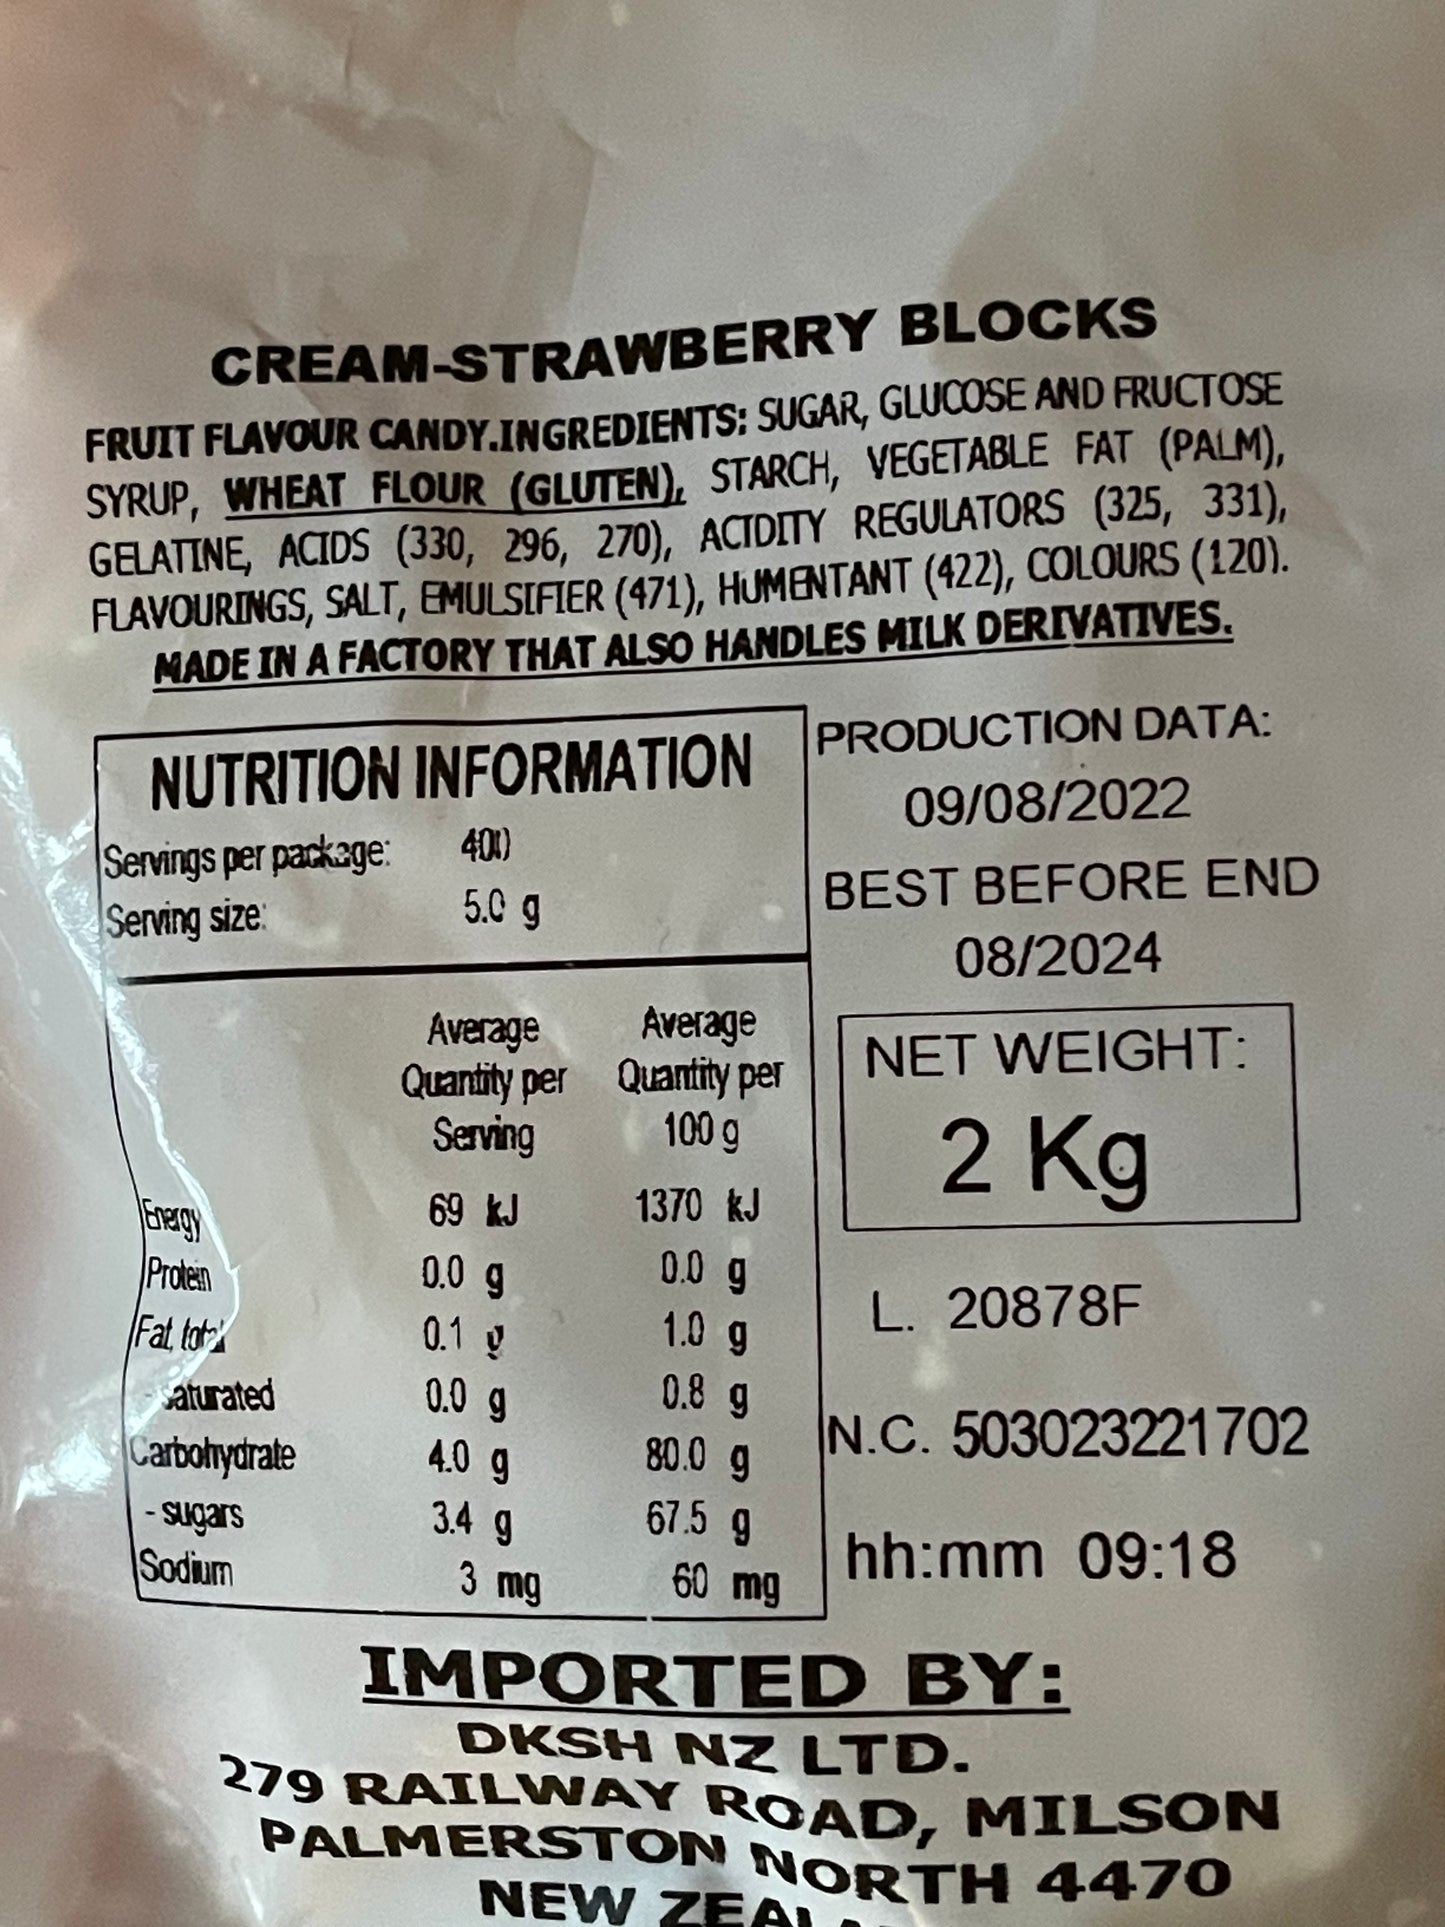 CREAM-STRAWBERRY BLOCKS
FRUIT FLAVOUR CANDY.INGREDIENTS: SUGAR, GLUCOSE AND FRUCTOSE
SYRUP, WHEAT FLOUR (GLUTEN), STARCH, VEGETABLE FAT (PALM),
GELATINE, ACIDS (330, 296, 270), ACIDITY REGULATORS (325, 331),
FLAVOURINGS, SALT, EMULSIFIER (471), HUMENTANT (422), COLOURS (120).
MADE IN A FACTORY THAT ALSO HANDLES MILK DERIVATIVES.
NUTRITION INFORMATION
Servings per package: 400
Serving size: 5.0 g
Average Average
Quantity per Quantity per
Serving 100 g
Energy 69 kJ 1370 kJ
Protein 0.0 g 0.0 g
Fat, total 0.1 g 1.0 g
- saturated 0.0 g 0.8 g
Carbohydrate 4.0 g 80.0 g
- sugars 3.4 g 67.5 g
Sodium 3 mg 60 mg
PRODUCTION DATA:
09/08/2022
BEST BEFORE END
08/2024
NET WEIGHT:
2 Kg
L. 20878F
N.C. 503023221702
hh:mm 09:18
IMPORTED BY:
DKSH NZ LTD.
279 RAILWAY ROAD, MILSON
PALMERSTON NORTH 4470
NEW